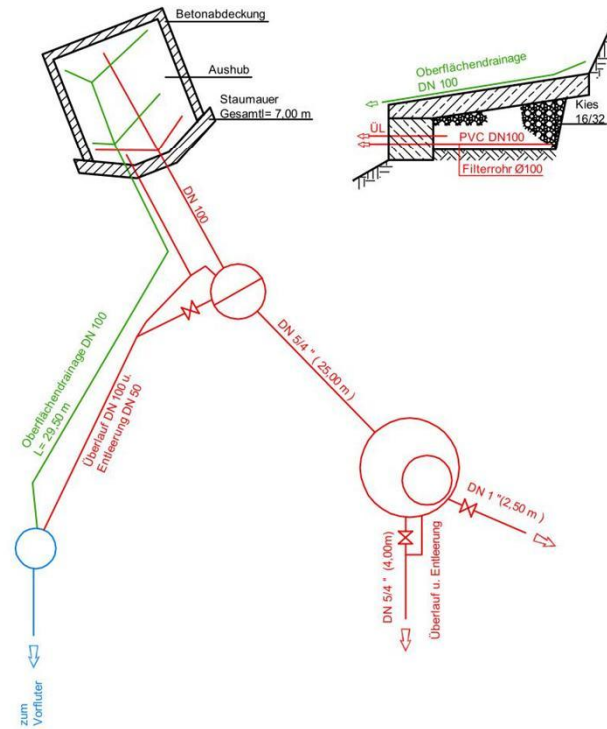 Betonabdeckung
Aushub
Staumauer
Gesamtl= 7,00 m
Oberflächendrainage
DN 100
Kies
16/32
ÜL
PVC DN100
Filterrohr Ø100
DN 100
DN 5/4 " ( 25,00 m)
Oberflächendrainage DN 100
L= 29,50 m
Überlauf DN 100 u.
Entleerung DN 50
DN 1 "(2,50 m )
DN 5/4 " (4,00m)
Überlauf u. Entleerung
zum
Vorfluter